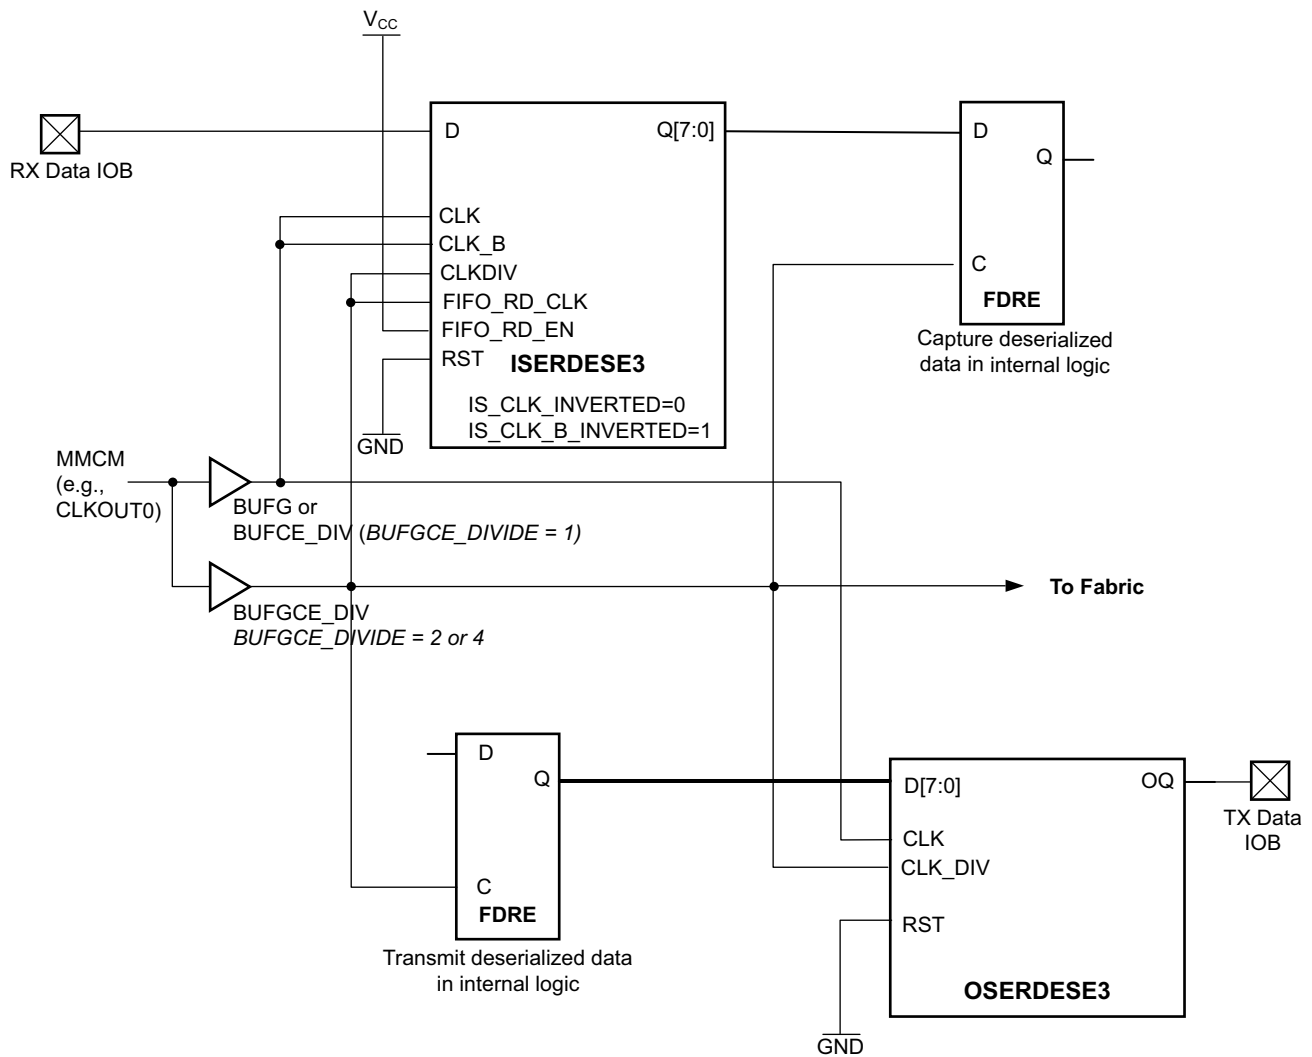 VCC
RX Data IOB
D
Q[7:0]
CLK
CLK_B
CLKDIV
FIFO_RD_CLK
FIFO_RD_EN
RST
ISERDESE3
IS_CLK_INVERTED=0
IS_CLK_B_INVERTED=1
GND
D
Q
C
FDRE
Capture deserialized
data in internal logic
MMCM
(e.g.,
CLKOUT0)
BUFG or
BUFCE_DIV (BUFGCE_DIVIDE = 1)
BUFGCE_DIV
BUFGCE_DIVIDE = 2 or 4
To Fabric
D
Q
C
FDRE
Transmit deserialized data
in internal logic
D[7:0]
OQ
CLK
CLK_DIV
RST
OSERDESE3
GND
TX Data
IOB